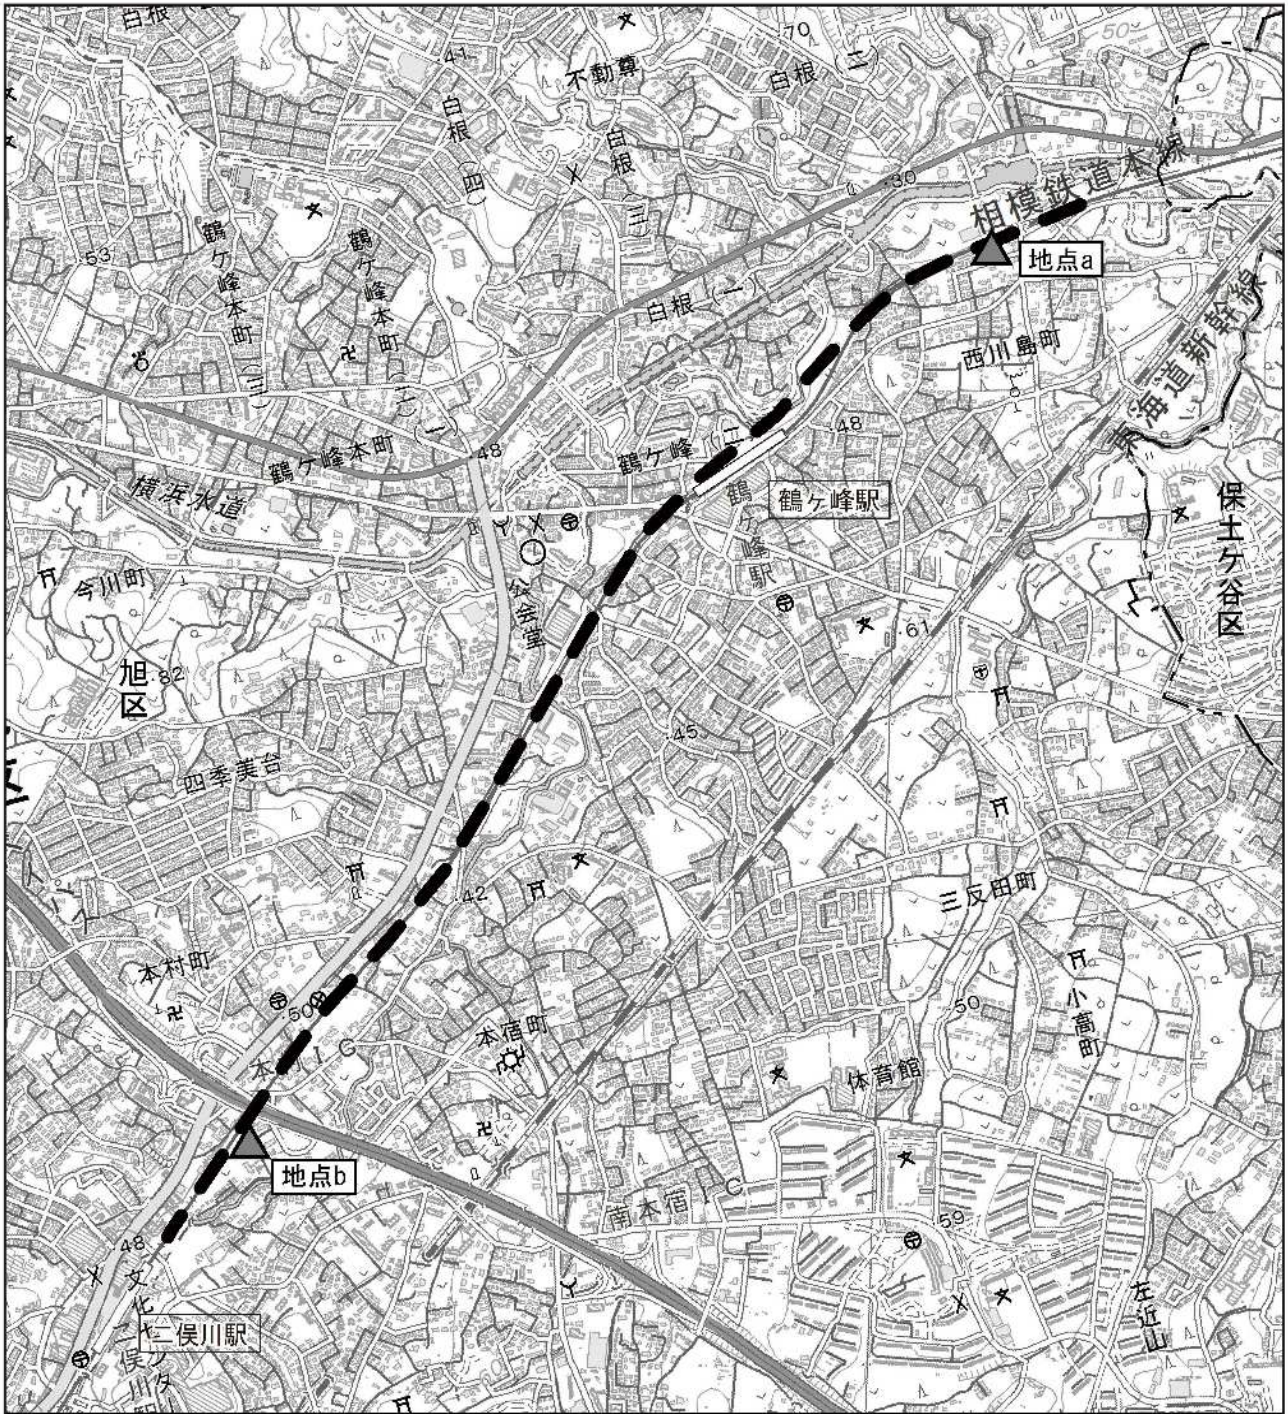 白根
41
不動尊
70
白根(二)
50
白根(四)
白根(三)
30
相模鉄道本線
地点a
53
鶴ケ峰本町(三)
鶴ケ峰本町(二)
白根(一)
西川島町
東海道新幹線
48
鶴ケ峰本町(一)
48
鶴ケ峰(二)
横浜水道
鶴ヶ峰駅
鶴ケ峰駅
保土ケ谷区
今川町
公会堂
61
旭区
82
45
四季美台
42
三反田町
本村町
50
小高町
50
本宿町
本村IC
体育館
地点b
南本宿IC
59
48
左近山
二俣川駅